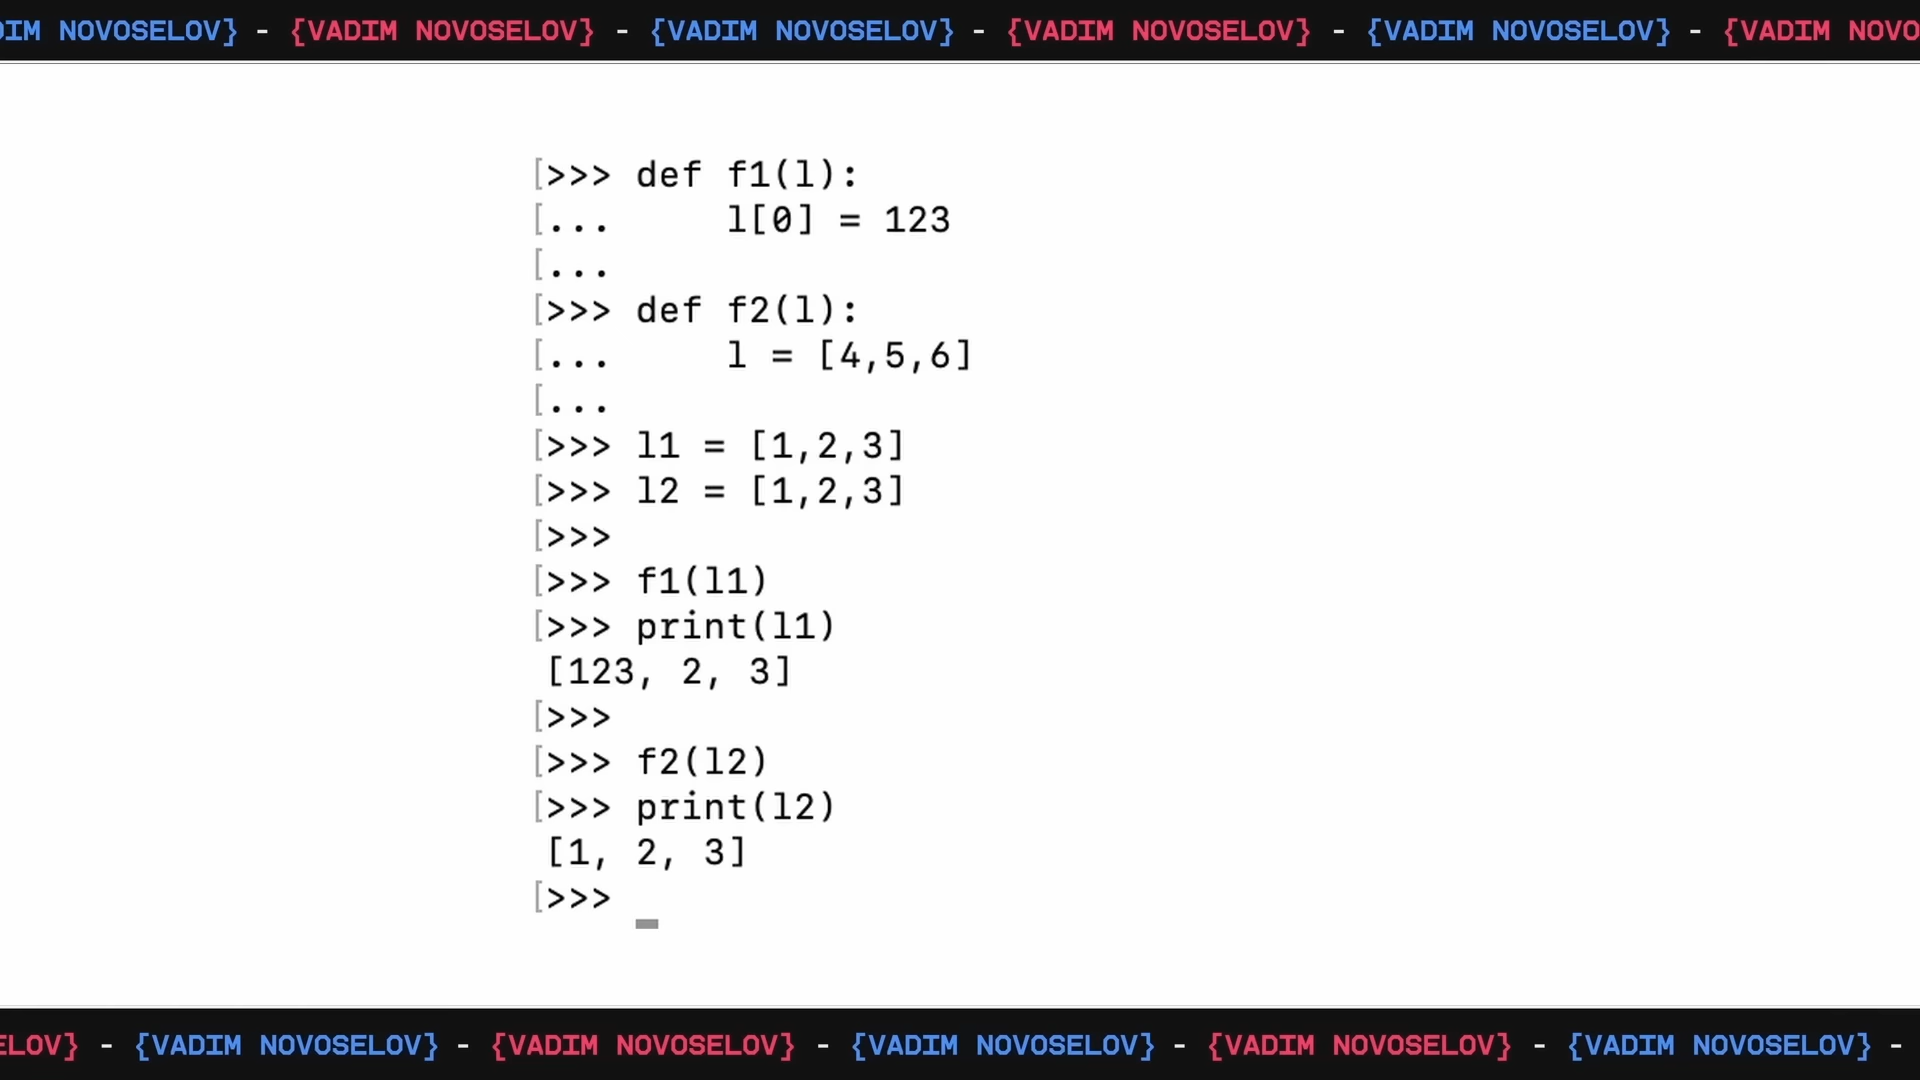 DIM NOVOSELOV} - {VADIM NOVOSELOV} - {VADIM NOVOSELOV} - {VADIM NOVOSELOV} - {VADIM NOVOSELOV} - {VADIM NOVO
[>>> def f1(l):
[...     l[0] = 123
[...
[>>> def f2(l):
[...     l = [4,5,6]
[...
[>>> l1 = [1,2,3]
[>>> l2 = [1,2,3]
[>>>
[>>> f1(l1)
[>>> print(l1)
[123, 2, 3]
[>>>
[>>> f2(l2)
[>>> print(l2)
[1, 2, 3]
[>>>
ELOV} - {VADIM NOVOSELOV} - {VADIM NOVOSELOV} - {VADIM NOVOSELOV} - {VADIM NOVOSELOV} - {VADIM NOVOSELOV} -